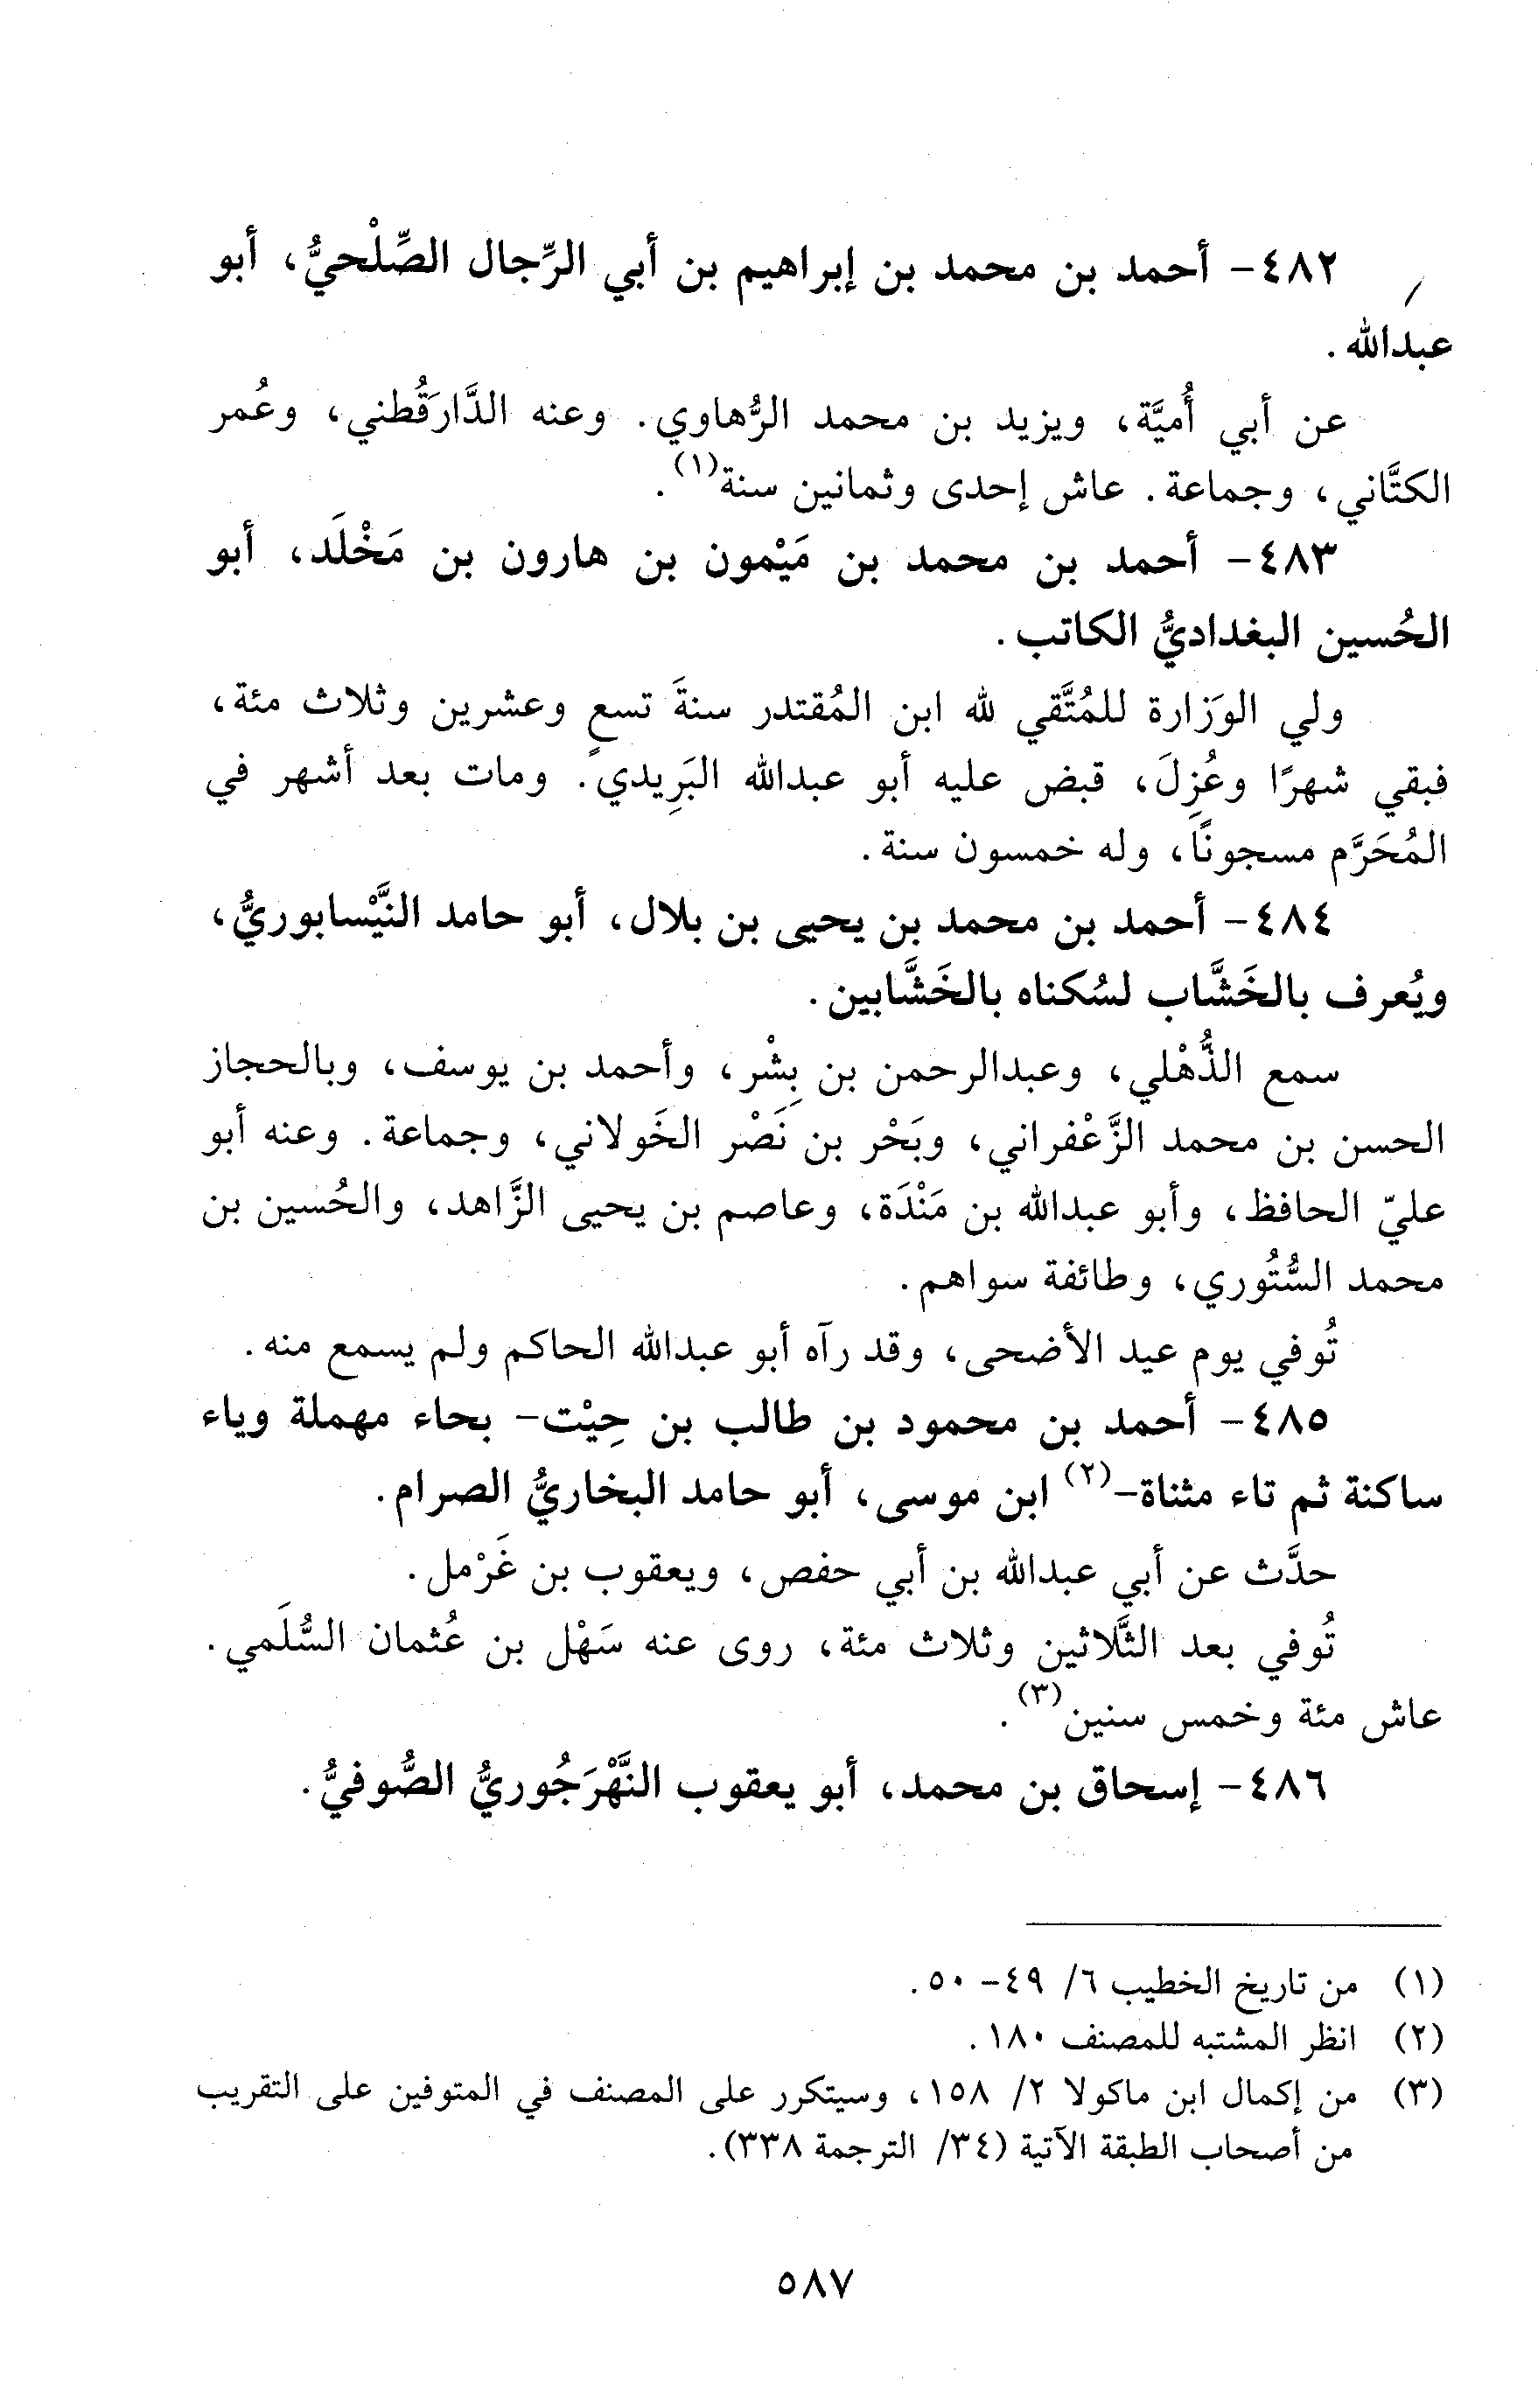 ٤٨٢- أحمد بن محمد بن إبراهيم بن أبي الرِّجال الصِّلْحيُّ، أبو
عبدالله.
عن أبي أُميَّة، ويزيد بن محمد الرُّهاوي. وعنه الدَّارَقُطني، وعُمر
الكتَّاني، وجماعة. عاش إحدى وثمانين سنة(١).
٤٨٣- أحمد بن محمد بن مَيْمون بن هارون بن مَخْلَد، أبو
الحُسين البغداديُّ الكاتب.
ولي الوَزارة للمُتَّقي لله ابن المُقتدر سنةَ تسعٍ وعشرين وثلاث مئة،
فبقي شهرًا وعُزِلَ، قبض عليه أبو عبدالله البَرِيدي. ومات بعد أشهر في
المُحَرَّم مسجونًا، وله خمسون سنة.
٤٨٤- أحمد بن محمد بن يحيى بن بلال، أبو حامد النَّيْسابوريُّ،
ويُعرف بالخَشَّاب لسُكناه بالخَشَّابين.
سمع الذُّهْلي، وعبدالرحمن بن بِشْر، وأحمد بن يوسف، وبالحجاز
الحسن بن محمد الزَّعْفراني، وبَحْر بن نَصْر الخَولاني، وجماعة. وعنه أبو
عليّ الحافظ، وأبو عبدالله بن مَنْدَة، وعاصم بن يحيى الزَّاهد، والحُسين بن
محمد السُّتُوري، وطائفة سواهم.
تُوفي يوم عيد الأضحى، وقد رآه أبو عبدالله الحاكم ولم يسمع منه.
٤٨٥- أحمد بن محمود بن طالب بن حِيْت- بحاء مهملة وياء
ساكنة ثم تاء مثناة-(٢) ابن موسى، أبو حامد البخاريُّ الصرام.
حدَّث عن أبي عبدالله بن أبي حفص، ويعقوب بن غَرْمل.
تُوفي بعد الثَّلاثين وثلاث مئة، روى عنه سَهْل بن عُثمان السُّلَمي.
عاش مئة وخمس سنين(٣).
٤٨٦- إسحاق بن محمد، أبو يعقوب النَّهْرَجُوريُّ الصُّوفيُّ.
(١) من تاريخ الخطيب ٦/ ٤٩- ٥٠.
(٢) انظر المشتبه للمصنف ١٨٠.
(٣) من إكمال ابن ماكولا ٢/ ١٥٨، وسيتكرر على المصنف في المتوفين على التقريب
من أصحاب الطبقة الآتية (٣٤/ الترجمة ٣٣٨).
٥٨٧